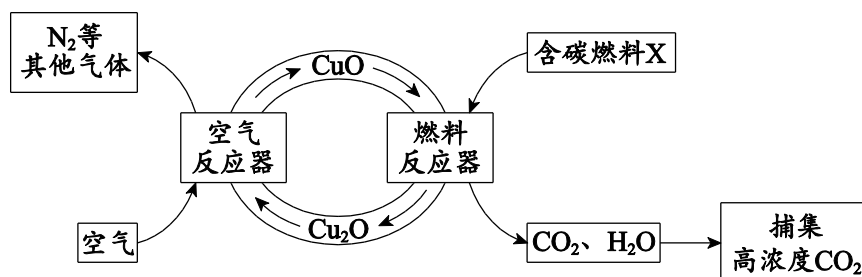 N₂等
其他气体
CuO
含碳燃料X
空气
反应器
燃料
反应器
空气
Cu₂O
CO₂、H₂O
捕集
高浓度CO₂